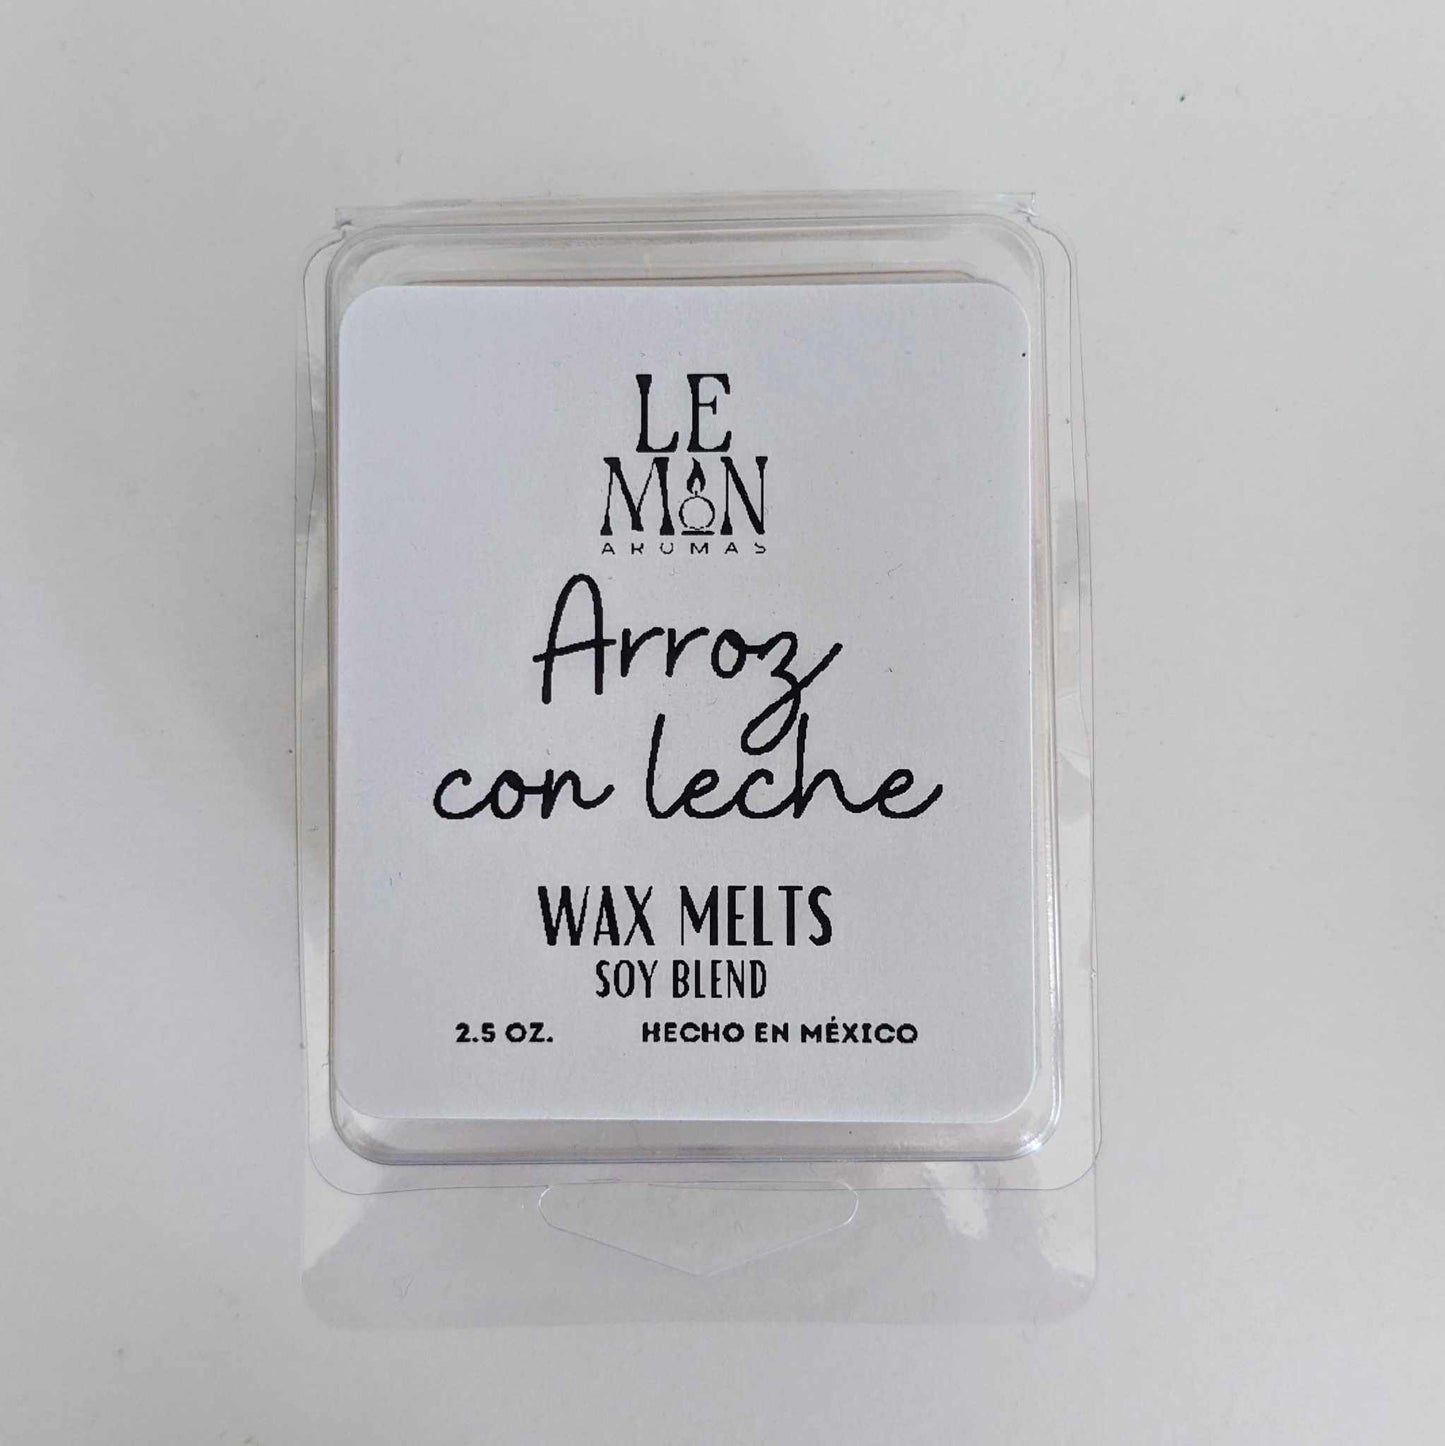 LE
MON
AROMAS
Arroz
con leche
WAX MELTS
SOY BLEND
2.5 OZ. HECHO EN MÉXICO